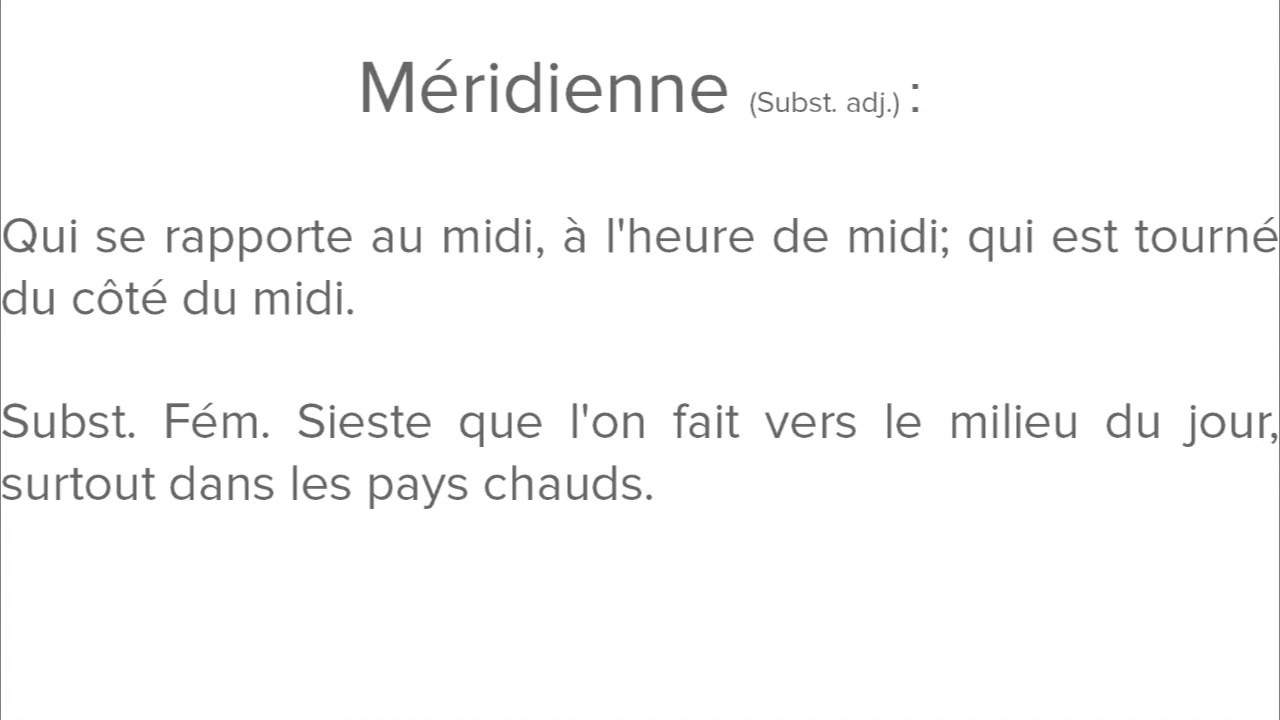 Méridienne (Subst. adj.) :
Qui se rapporte au midi, à l'heure de midi; qui est tourné
du côté du midi.
Subst. Fém. Sieste que l'on fait vers le milieu du jour,
surtout dans les pays chauds.